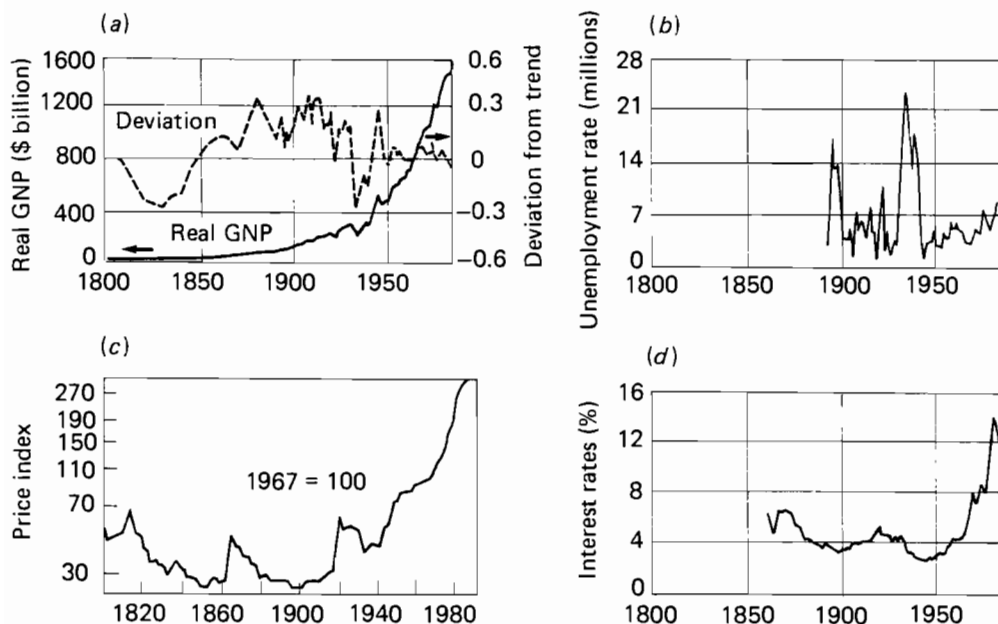 (a)
Real GNP ($ billion)
1600
1200
800
400
0
Deviation
Real GNP
0.6
0.3
0
−0.3
−0.6
Deviation from trend
1800 1850 1900 1950
(b)
Unemployment rate (millions)
28
21
14
7
0
1800 1850 1900 1950
(c)
Price index
270
190
150
110
70
30
1967 = 100
1820 1860 1900 1940 1980
(d)
Interest rates (%)
16
12
8
4
0
1800 1850 1900 1950